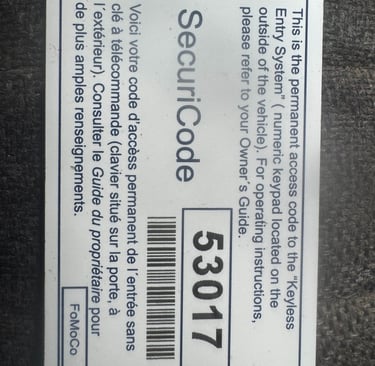 This is the permanent access code to the "Keyless
Entry System" ( numeric keypad located on the
outside of the vehicle). For operating instructions,
please refer to your Owner's Guide.
SecuriCode
53017
Voici votre code d'accès permanent de l'entrée sans
clé à télécommande (clavier situé sur la porte, à
l'extérieur). Consulter le Guide du propriétaire pour
de plus amples renseignements.
FoMoCo